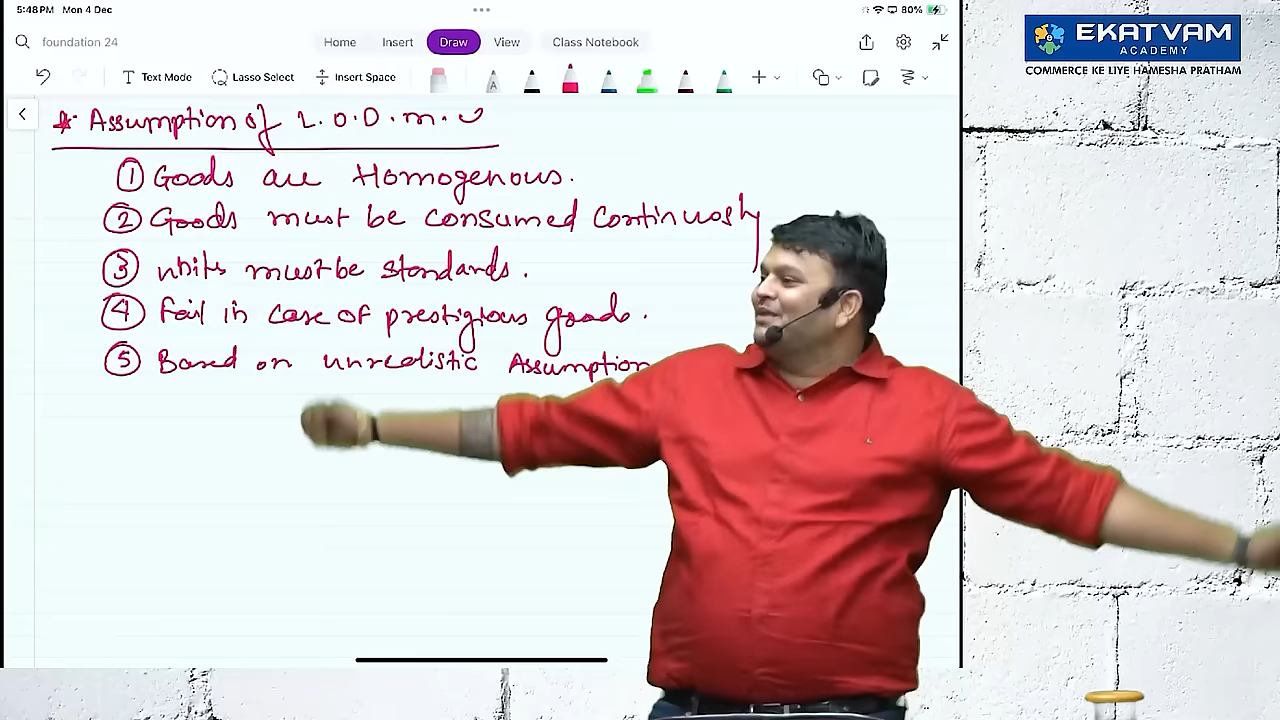 5:48 PM Mon 4 Dec
80%
foundation 24
Home Insert Draw View Class Notebook
Text Mode Lasso Select Insert Space
Assumption of L.O.D.M.U
① Goods are Homogenous.
② Goods must be consumed continuosly
③ units must be standards.
④ Fail in case of prestigious goods.
⑤ Based on unrealistic Assumption
EKATVAM
ACADEMY
COMMERCE KE LIYE HAMESHA PRATHAM